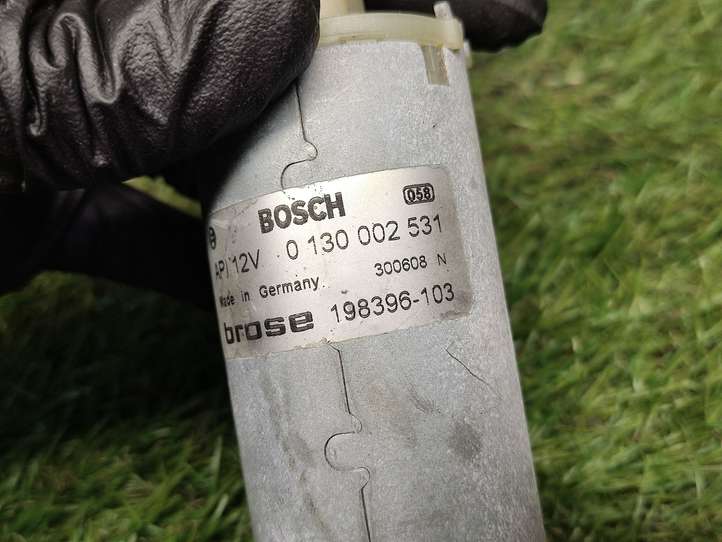 BOSCH 058
API 12V 0 130 002 531
Made in Germany 300608 N
brose 198396-103